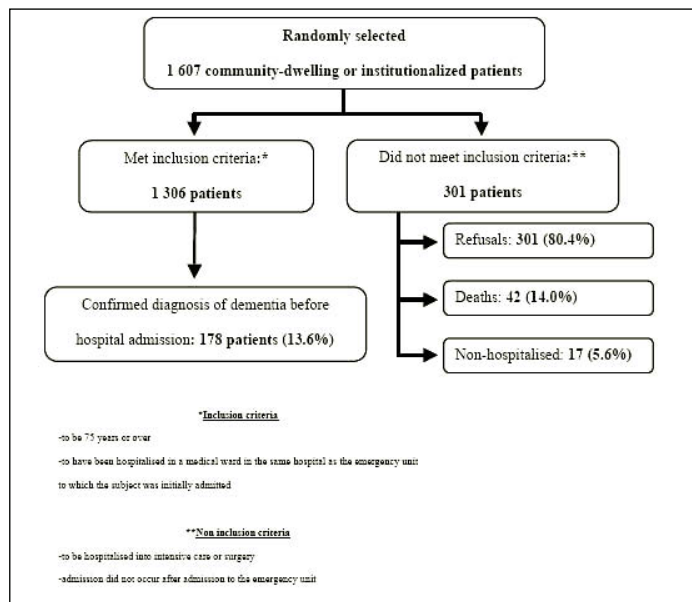 Randomly selected
1 607 community-dwelling or institutionalized patients
Met inclusion criteria:*
1 306 patients
Did not meet inclusion criteria:**
301 patients
Refusals: 301 (80.4%)
Deaths: 42 (14.0%)
Non-hospitalised: 17 (5.6%)
Confirmed diagnosis of dementia before
hospital admission: 178 patients (13.6%)
*Inclusion criteria
-to be 75 years or over
-to have been hospitalised in a medical ward in the same hospital as the emergency unit
to which the subject was initially admitted
**Non inclusion criteria
-to be hospitalised into intensive care or surgery
-admission did not occur after admission to the emergency unit